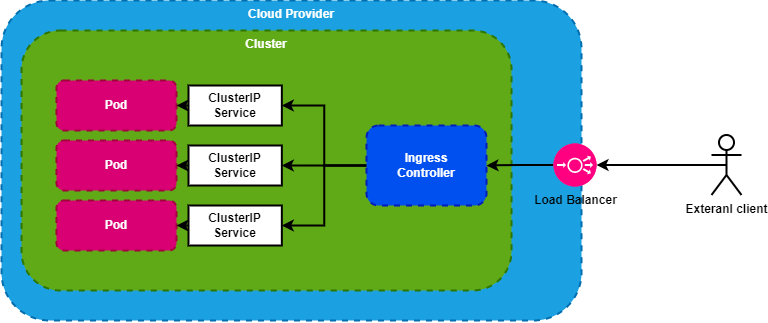 Cloud Provider
Cluster
Pod
ClusterIP
Service
Pod
ClusterIP
Service
Pod
ClusterIP
Service
Ingress
Controller
Load Balancer
Exteranl client